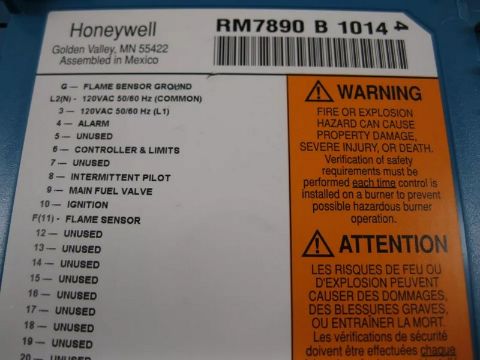 Honeywell
Golden Valley, MN 55422
Assembled in Mexico
RM7890 B 1014 4
G — FLAME SENSOR GROUND
L2(N) - 120VAC 50/60 Hz (COMMON)
3 — 120VAC 50/60 Hz (L1)
4 — ALARM
5 — UNUSED
6 — CONTROLLER & LIMITS
7 — UNUSED
8 — INTERMITTENT PILOT
9 — MAIN FUEL VALVE
10 — IGNITION
F(11) - FLAME SENSOR
12 — UNUSED
13 — UNUSED
14 — UNUSED
15 — UNUSED
16 — UNUSED
17 — UNUSED
18 — UNUSED
19 — UNUSED
20 — UNUSED
WARNING
FIRE OR EXPLOSION
HAZARD CAN CAUSE
PROPERTY DAMAGE,
SEVERE INJURY, OR DEATH.
Verification of safety
requirements must be
performed each time control is
installed on a burner to prevent
possible hazardous burner
operation.
ATTENTION
LES RISQUES DE FEU OU
D'EXPLOSION PEUVENT
CAUSER DES DOMMAGES,
DES BLESSURES GRAVES,
OU ENTRAÎNER LA MORT.
Les vérifications de sécurité
doivent être effectuées chaque